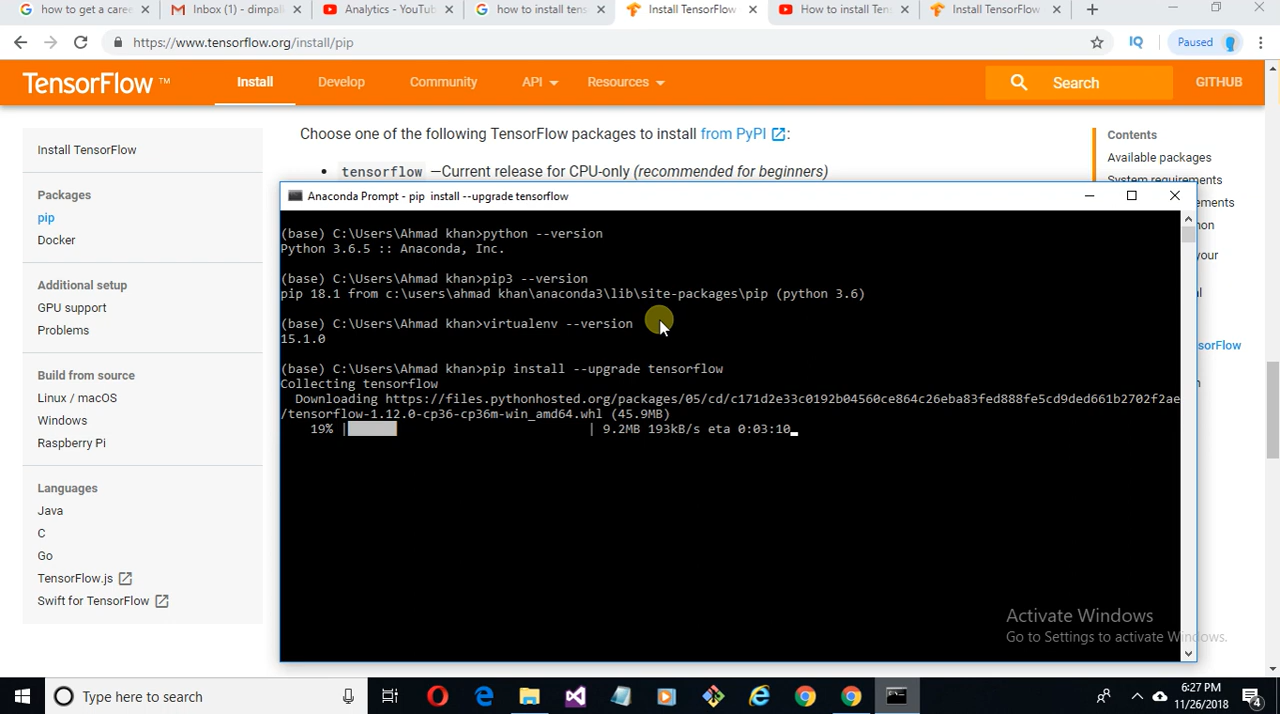 how to get a caree
Inbox (1) - dimpal
Analytics - YouTub
how to install tens
Install TensorFlow
How to install Ten
Install TensorFlow
https://www.tensorflow.org/install/pip
IQ
Paused
TensorFlow ™
Install
Develop
Community
API
Resources
Search
GITHUB
Install TensorFlow
Packages
pip
Docker
Additional setup
GPU support
Problems
Build from source
Linux / macOS
Windows
Raspberry Pi
Languages
Java
C
Go
TensorFlow.js
Swift for TensorFlow
Choose one of the following TensorFlow packages to install from PyPI :
• tensorflow —Current release for CPU-only (recommended for beginners)
Contents
Available packages
System requirements
ements
on
your
al
sorFlow
Anaconda Prompt - pip  install --upgrade tensorflow
(base) C:\Users\Ahmad khan>python --version
Python 3.6.5 :: Anaconda, Inc.
(base) C:\Users\Ahmad khan>pip3 --version
pip 18.1 from c:\users\ahmad khan\anaconda3\lib\site-packages\pip (python 3.6)
(base) C:\Users\Ahmad khan>virtualenv --version
15.1.0
(base) C:\Users\Ahmad khan>pip install --upgrade tensorflow
Collecting tensorflow
Downloading https://files.pythonhosted.org/packages/05/cd/c171d2e33c0192b04560ce864c26eba83fed888fe5cd9ded661b2702f2ae
/tensorflow-1.12.0-cp36-cp36m-win_amd64.whl (45.9MB)
19% | | 9.2MB 193kB/s eta 0:03:10
Activate Windows
Go to Settings to activate Windows.
Type here to search
6:27 PM
11/26/2018
4